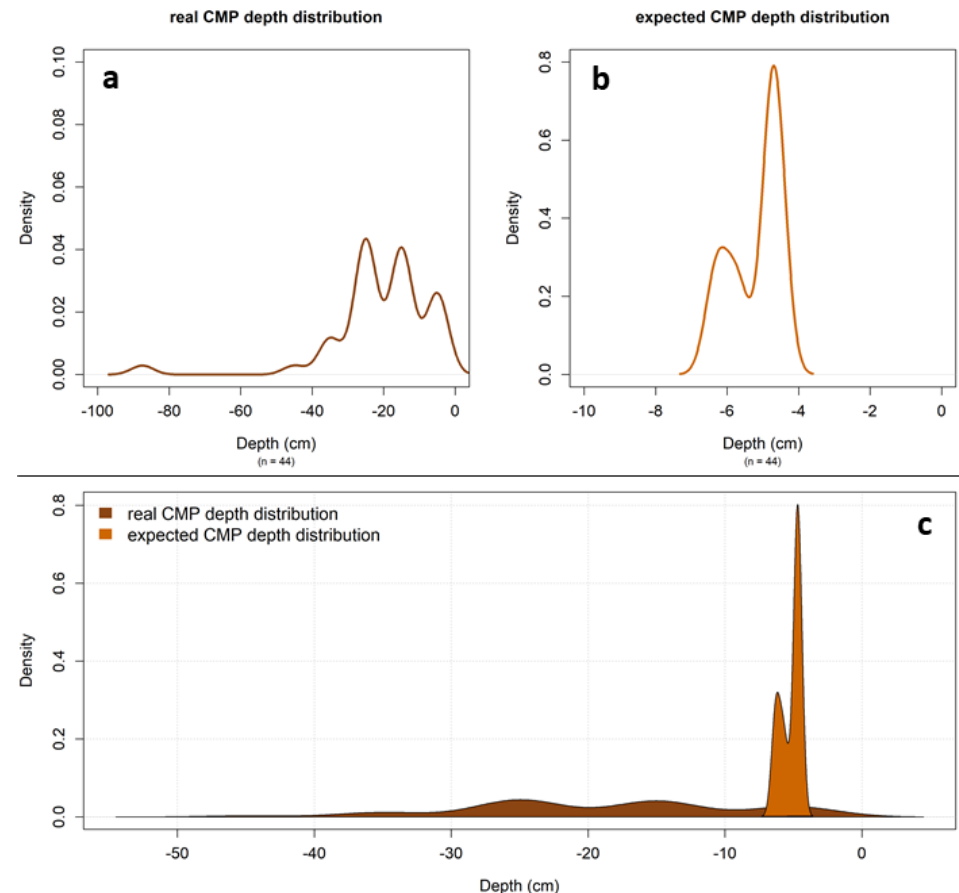 real CMP depth distribution
expected CMP depth distribution
a
b
0.10
0.08
0.06
0.04
0.02
0.00
Density
-100
-80
-60
-40
-20
0
Depth (cm)
(n = 44)
0.8
0.6
0.4
0.2
0.0
Density
-10
-8
-6
-4
-2
0
Depth (cm)
(n = 44)
real CMP depth distribution
expected CMP depth distribution
c
0.8
0.6
0.4
0.2
0.0
Density
-50
-40
-30
-20
-10
0
Depth (cm)